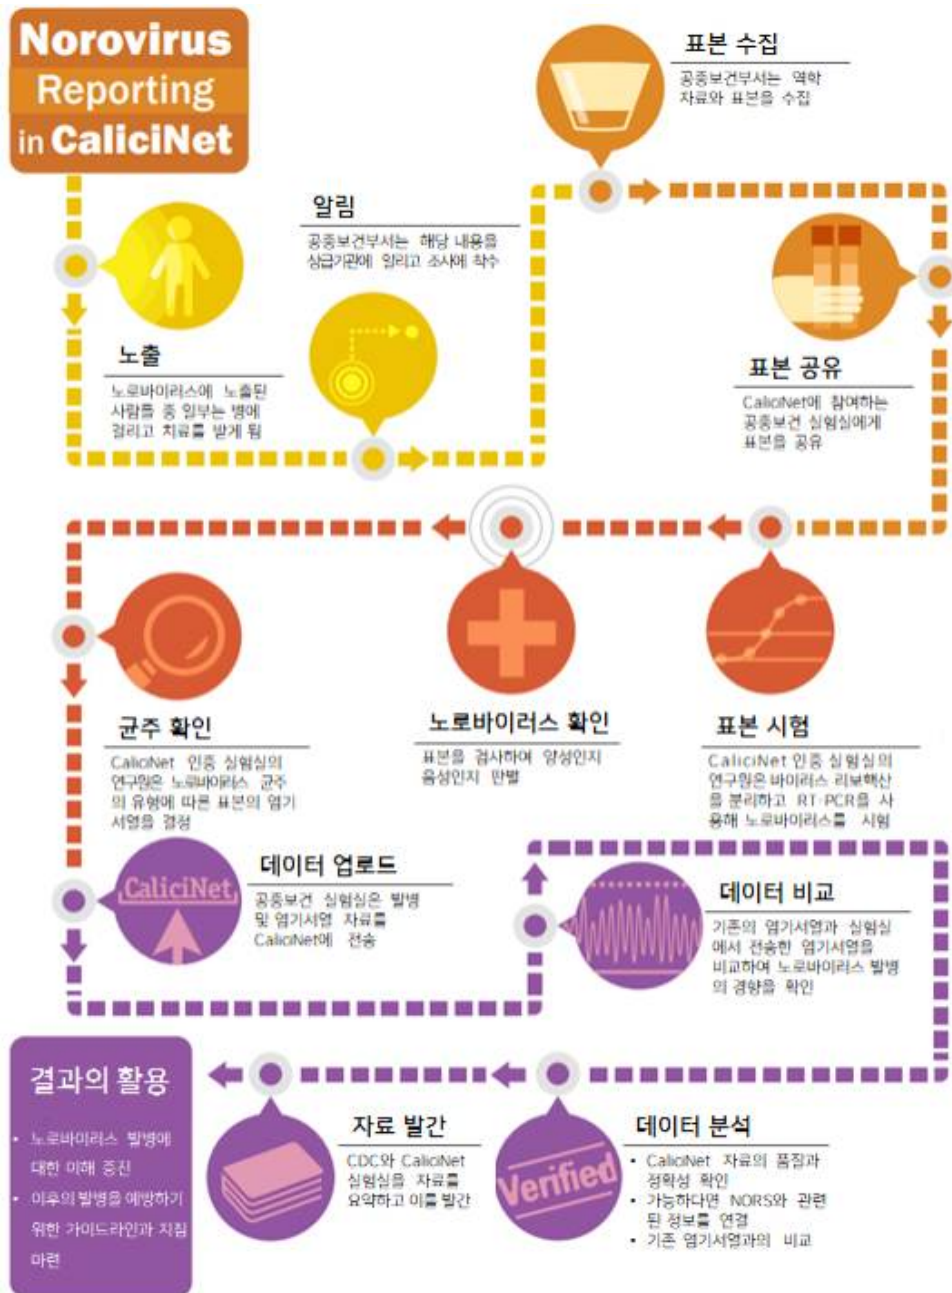 Norovirus
Reporting
in CaliciNet
노출
노로바이러스에 노출된
사람들 중 일부는 병에
걸리고 치료를 받게 됨
알림
공중보건부서는 해당 내용을
상급기관에 알리고 조사에 착수
표본 수집
공중보건부서는 역학
자료와 표본을 수집
표본 공유
CaliciNet에 참여하는
공중보건 실험실에게
표본을 공유
표본 시험
CaliciNet 인증 실험실의
연구원은 바이러스 리보핵산
을 분리하고 RT-PCR을 사
용해 노로바이러스를 시험
노로바이러스 확인
표본을 검사하여 양성인지
음성인지 판별
균주 확인
CaliciNet 인증 실험실의
연구원은 노로바이러스 균주
의 유형에 따른 표본의 염기
서열을 결정
CaliciNet
데이터 업로드
공중보건 실험실은 발병
및 염기서열 자료를
CaliciNet에 전송
데이터 비교
기존의 염기서열과 실험실
에서 전송한 염기서열을
비교하여 노로바이러스 발병
의 경향을 확인
Verified
데이터 분석
• CaliciNet 자료의 품질과
정확성 확인
• 가능하다면 NORS와 관련
된 정보를 연결
• 기존 염기서열과의 비교
자료 발간
CDC와 CaliciNet
실험실을 자료를
요약하고 이를 발간
결과의 활용
• 노로바이러스 발병에
대한 이해 증진
• 이후의 발병을 예방하기
위한 가이드라인과 지침
마련